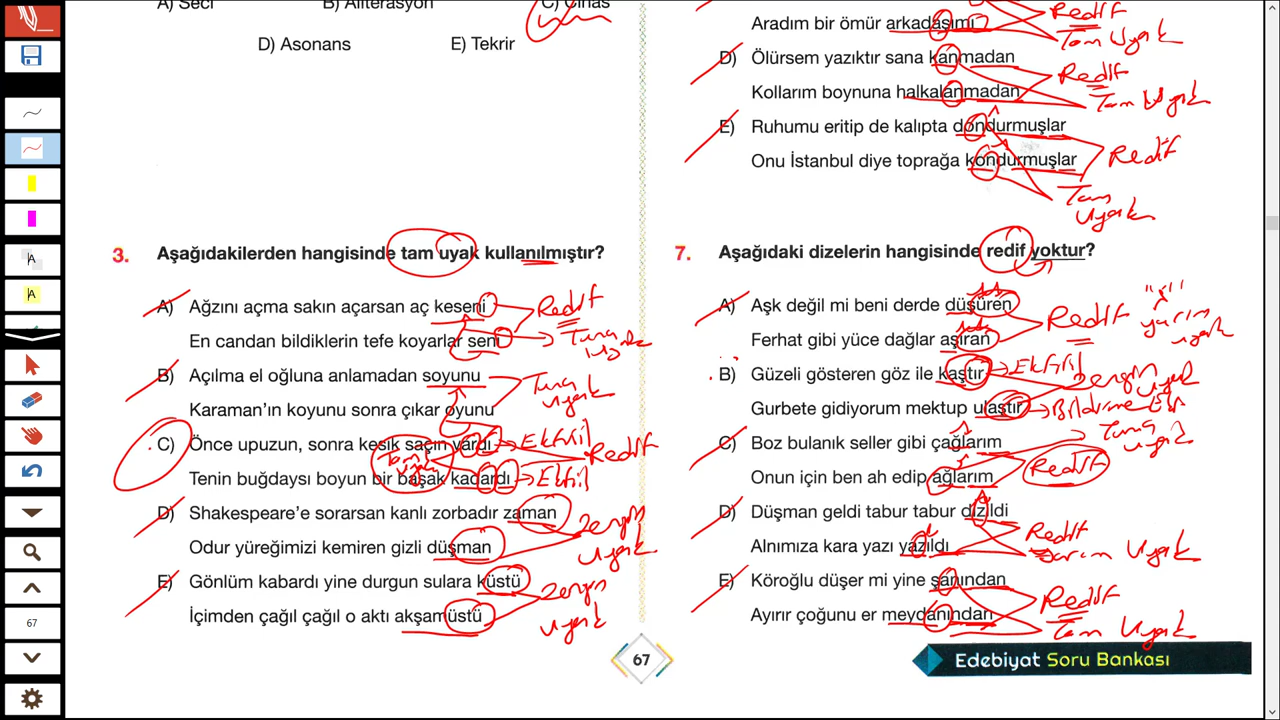 A) Seci B) Aliterasyon C) Cinas
D) Asonans E) Tekrir
3. Aşağıdakilerden hangisinde tam uyak kullanılmıştır?
A) Ağzını açma sakın açarsan aç keseni
Redif
En candan bildiklerin tefe koyarlar seni
B) Açılma el oğluna anlamadan soyunu
Tunç
uyak
Karaman'ın koyunu sonra çıkar oyunu
C) Önce upuzun, sonra kesik saçın vardı
Ekfiil
Redif
Tam
uyak
Tenin buğdaysı boyun bir başak kadardı
Ekfiil
D) Shakespeare'e sorarsan kanlı zorbadır zaman
Zengin
Uyak
Odur yüreğimizi kemiren gizli düşman
E) Gönlüm kabardı yine durgun sulara küstü
Zengin
uyak
İçimden çağıl çağıl o aktı akşamüstü
Redif
Aradım bir ömür arkadaşımı
Tam Uyak
D) Ölürsem yazıktır sana kanmadan
Redif
Kollarım boynuna halkalanmadan
Tam Uyak
E) Ruhumu eritip de kalıpta dondurmuşlar
Redif
Onu İstanbul diye toprağa kondurmuşlar
Tam
uyak
7. Aşağıdaki dizelerin hangisinde redif yoktur?
A) Aşk değil mi beni derde düşüren
Redif
yarım
uyak
Ferhat gibi yüce dağlar aşıran
B) Güzeli gösteren göz ile kaştır
Ekfiil
Zengin
uyak
Gurbete gidiyorum mektup ulaştır
Bildirme Eki
C) Boz bulanık seller gibi çağlarım
Tunç
uyak
Onun için ben ah edip ağlarım
Redif
D) Düşman geldi tabur tabur dizildi
Redif
Alnımıza kara yazı yazıldı
Yarım Uyak
E) Köroğlu düşer mi yine şanından
Redif
Ayırır çoğunu er meydanından
Tam Uyak
67
67
Edebiyat Soru Bankası